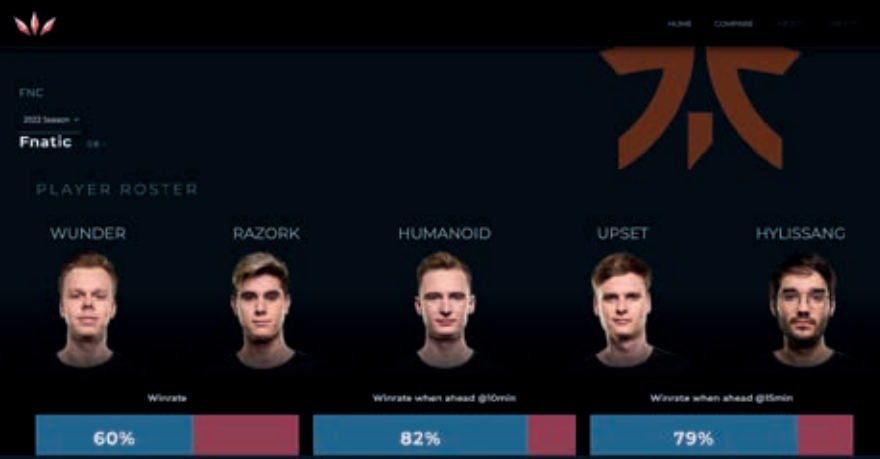 HOME COMPARE
FNC
2022 Season
Fnatic
PLAYER ROSTER
WUNDER RAZORK HUMANOID UPSET HYLISSANG
Winrate Winrate when ahead @10min Winrate when ahead @15min
60% 82% 79%